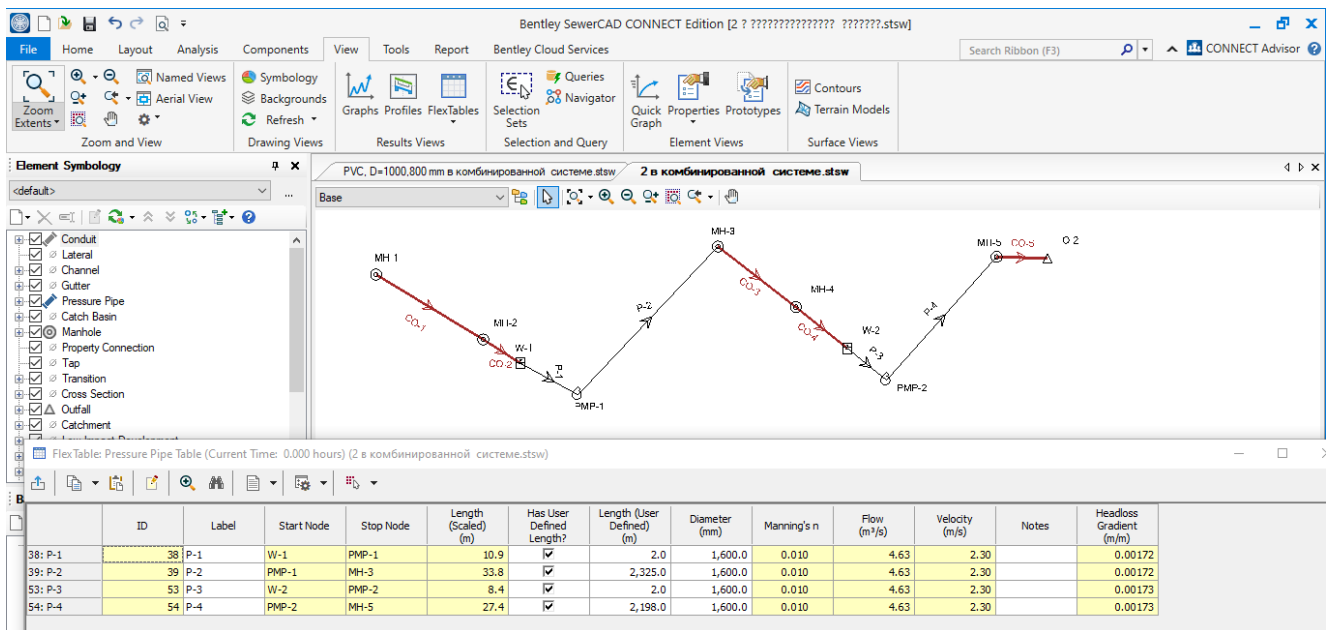 Bentley SewerCAD CONNECT Edition [2 ? ??????????????? ???????.stsw]
File Home Layout Analysis Components View Tools Report Bentley Cloud Services Search Ribbon (F3) CONNECT Advisor
Named Views Symbology Queries Contours
Aerial View Backgrounds Navigator Terrain Models
Zoom Extents Refresh Graphs Profiles FlexTables Selection Sets Quick Graph Properties Prototypes
Zoom and View Drawing Views Results Views Selection and Query Element Views Surface Views
Element Symbology
PVC, D=1000,800 mm в комбинированной системе.stsw 2 в комбинированной системе.stsw
<default> ...
Base
Conduit
Lateral
Channel
Gutter
Pressure Pipe
Catch Basin
Manhole
Property Connection
Tap
Transition
Cross Section
Outfall
Catchment
MH 1
CO-1
MH-2
CO-2
W-1
P-1
PMP-1
P-2
MH-3
CO-3
MH-4
CO-4
W-2
P-3
PMP-2
P-4
MH-5
CO-5
O 2
FlexTable: Pressure Pipe Table (Current Time: 0.000 hours) (2 в комбинированной системе.stsw)
ID Label Start Node Stop Node Length (Scaled) (m) Has User Defined Length? Length (User Defined) (m) Diameter (mm) Manning's n Flow (m³/s) Velocity (m/s) Notes Headloss Gradient (m/m)
38: P-1 38 P-1 W-1 PMP-1 10.9 2.0 1,600.0 0.010 4.63 2.30 0.00172
39: P-2 39 P-2 PMP-1 MH-3 33.8 2,325.0 1,600.0 0.010 4.63 2.30 0.00172
53: P-3 53 P-3 W-2 PMP-2 8.4 2.0 1,600.0 0.010 4.63 2.30 0.00173
54: P-4 54 P-4 PMP-2 MH-5 27.4 2,198.0 1,600.0 0.010 4.63 2.30 0.00173